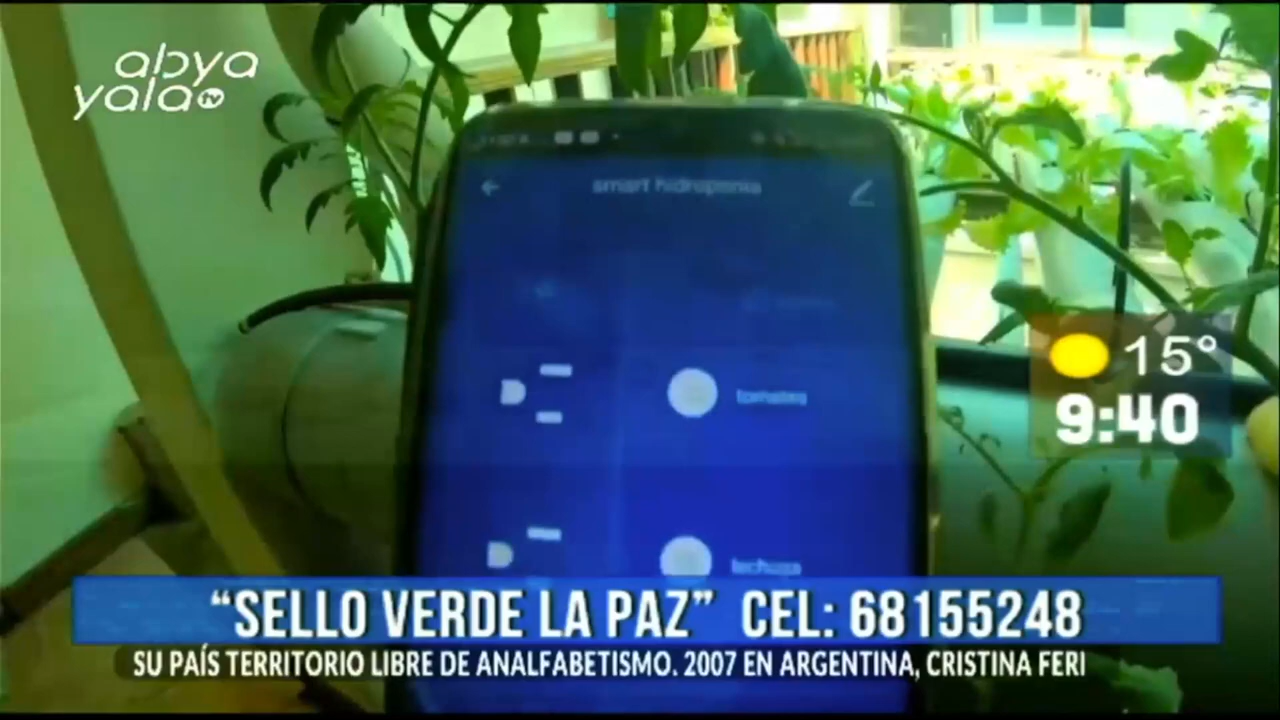 abya
yala tv
smart hidroponia
tomates
lechuga
15°
9:40
“SELLO VERDE LA PAZ” CEL: 68155248
SU PAÍS TERRITORIO LIBRE DE ANALFABETISMO. 2007 EN ARGENTINA, CRISTINA FERI